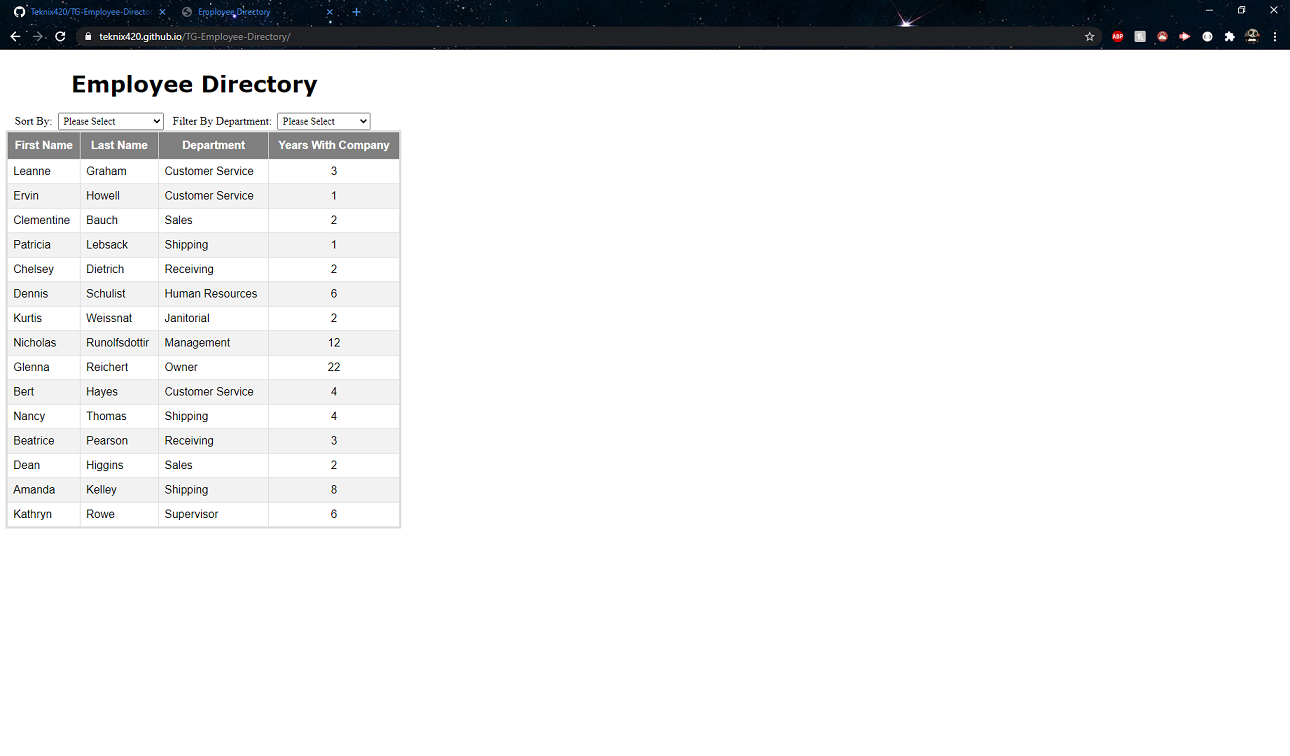 Teknix420/TG-Employee-Directo
Employee Directory
teknix420.github.io/TG-Employee-Directory/
ABP
Employee Directory
Sort By: Please Select Filter By Department: Please Select
First Name Last Name Department Years With Company
Leanne Graham Customer Service 3
Ervin Howell Customer Service 1
Clementine Bauch Sales 2
Patricia Lebsack Shipping 1
Chelsey Dietrich Receiving 2
Dennis Schulist Human Resources 6
Kurtis Weissnat Janitorial 2
Nicholas Runolfsdottir Management 12
Glenna Reichert Owner 22
Bert Hayes Customer Service 4
Nancy Thomas Shipping 4
Beatrice Pearson Receiving 3
Dean Higgins Sales 2
Amanda Kelley Shipping 8
Kathryn Rowe Supervisor 6